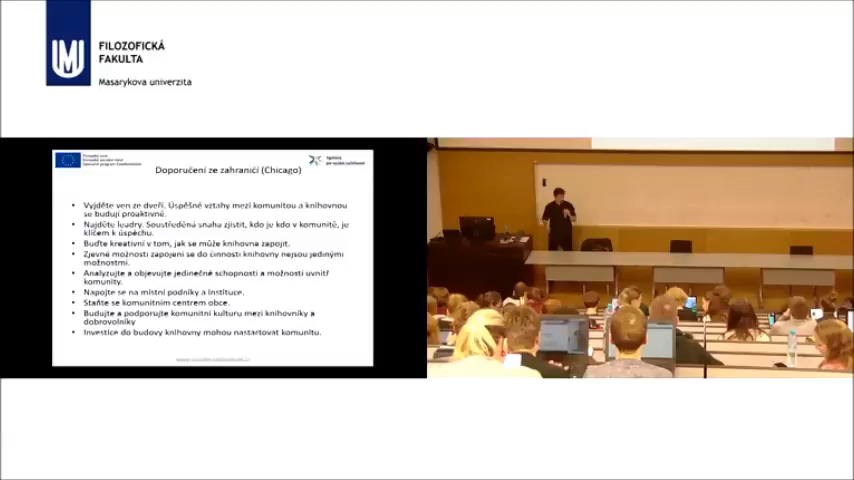 FILOZOFICKÁ
FAKULTA
Masarykova univerzita
Doporučení ze zahraničí (Chicago)
• Vyjděte ven ze dveří. Úspěšné vztahy mezi komunitou a knihovnou
se budují proaktivně.
• Najděte leadry. Soustředěná snaha zjistit, kdo je kdo v komunitě, je
klíčem k úspěchu.
• Buďte kreativní v tom, jak se může knihovna zapojit.
• Zjevné možnosti zapojení se do činnosti knihovny nejsou jedinými
možnostmi.
• Analyzujte a objevujte jedinečné schopnosti a možnosti uvnitř
komunity.
• Napojte se na místní podniky a instituce.
• Staňte se komunitním centrem obce.
• Budujte a podporujte komunitní kulturu mezi knihovníky a
dobrovolníky
• Investice do budovy knihovny mohou nastartovat komunitu.